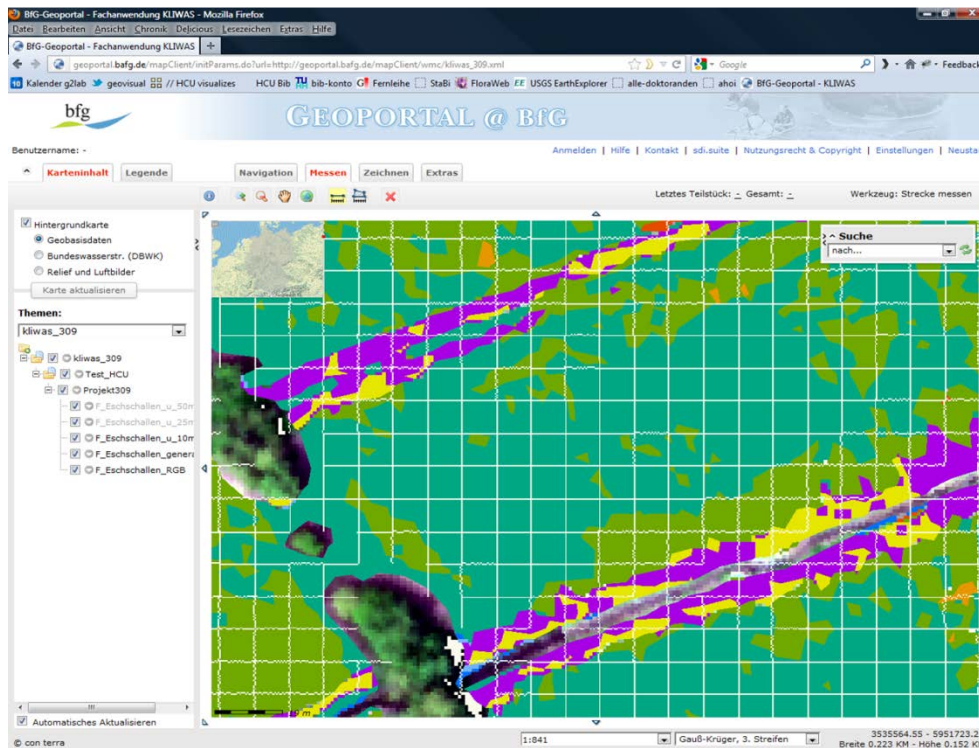 BfG-Geoportal - Fachanwendung KLIWAS - Mozilla Firefox
Datei Bearbeiten Ansicht Chronik Delicious Lesezeichen Extras Hilfe
BfG-Geoportal - Fachanwendung KLIWAS +
geoportal.bafg.de/mapClient/initParams.do?url=http://geoportal.bafg.de/mapClient/wmc/kliwas_309.xml Google Feedback
10 Kalender g2lab geovisual // HCU visualizes HCU Bib TU bib-konto G Fernleihe StaBi FloraWeb EE USGS EarthExplorer alle-doktoranden ahoi BfG-Geoportal - KLIWAS
bfg GEOPORTAL @ BfG
Benutzername: - Anmelden | Hilfe | Kontakt | sdi.suite | Nutzungsrecht & Copyright | Einstellungen | Neusta
Karteninhalt Legende Navigation Messen Zeichnen Extras
Letztes Teilstück: - Gesamt: - Werkzeug: Strecke messen
Hintergrundkarte
Geobasisdaten
Bundeswasserstr. (DBWK)
Relief und Luftbilder
Karte aktualisieren
Themen:
kliwas_309
kliwas_309
Test_HCU
Projekt309
F_Eschschallen_u_50m
F_Eschschallen_u_25m
F_Eschschallen_u_10m
F_Eschschallen_genera
F_Eschschallen_RGB
Automatisches Aktualisieren
Suche
nach...
m
© con terra
1:841 Gauß-Krüger, 3. Streifen
3535564.55 - 5951723.2
Breite 0.223 KM - Höhe 0.152 K